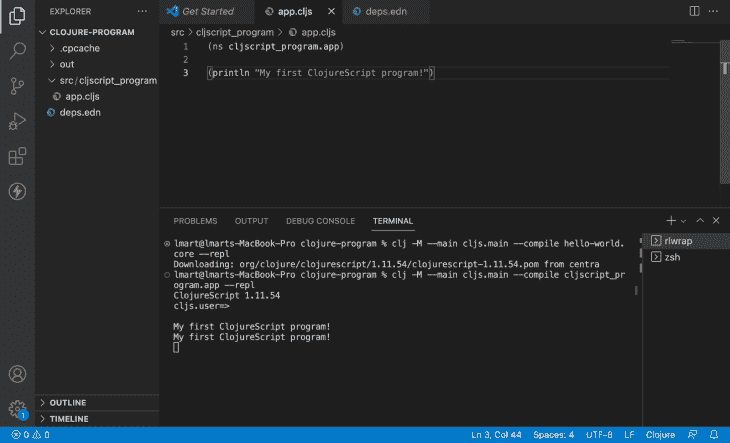 EXPLORER
CLOJURE-PROGRAM
.cpcache
out
src/cljscript_program
app.cljs
deps.edn
OUTLINE
TIMELINE
Get Started
app.cljs
deps.edn
src > cljscript_program > app.cljs
1 (ns cljscript_program.app)
2
3 (println "My first ClojureScript program!")
PROBLEMS OUTPUT DEBUG CONSOLE TERMINAL
lmart@lmarts-MacBook-Pro clojure-program % clj -M --main cljs.main --compile hello-world.
core --repl
Downloading: org/clojure/clojurescript/1.11.54/clojurescript-1.11.54.pom from centra
lmart@lmarts-MacBook-Pro clojure-program % clj -M --main cljs.main --compile cljscript_pr
ogram.app --repl
ClojureScript 1.11.54
cljs.user=>
My first ClojureScript program!
My first ClojureScript program!
rlwrap
zsh
1
0 0 Ln 3, Col 44 Spaces: 4 UTF-8 LF Clojure